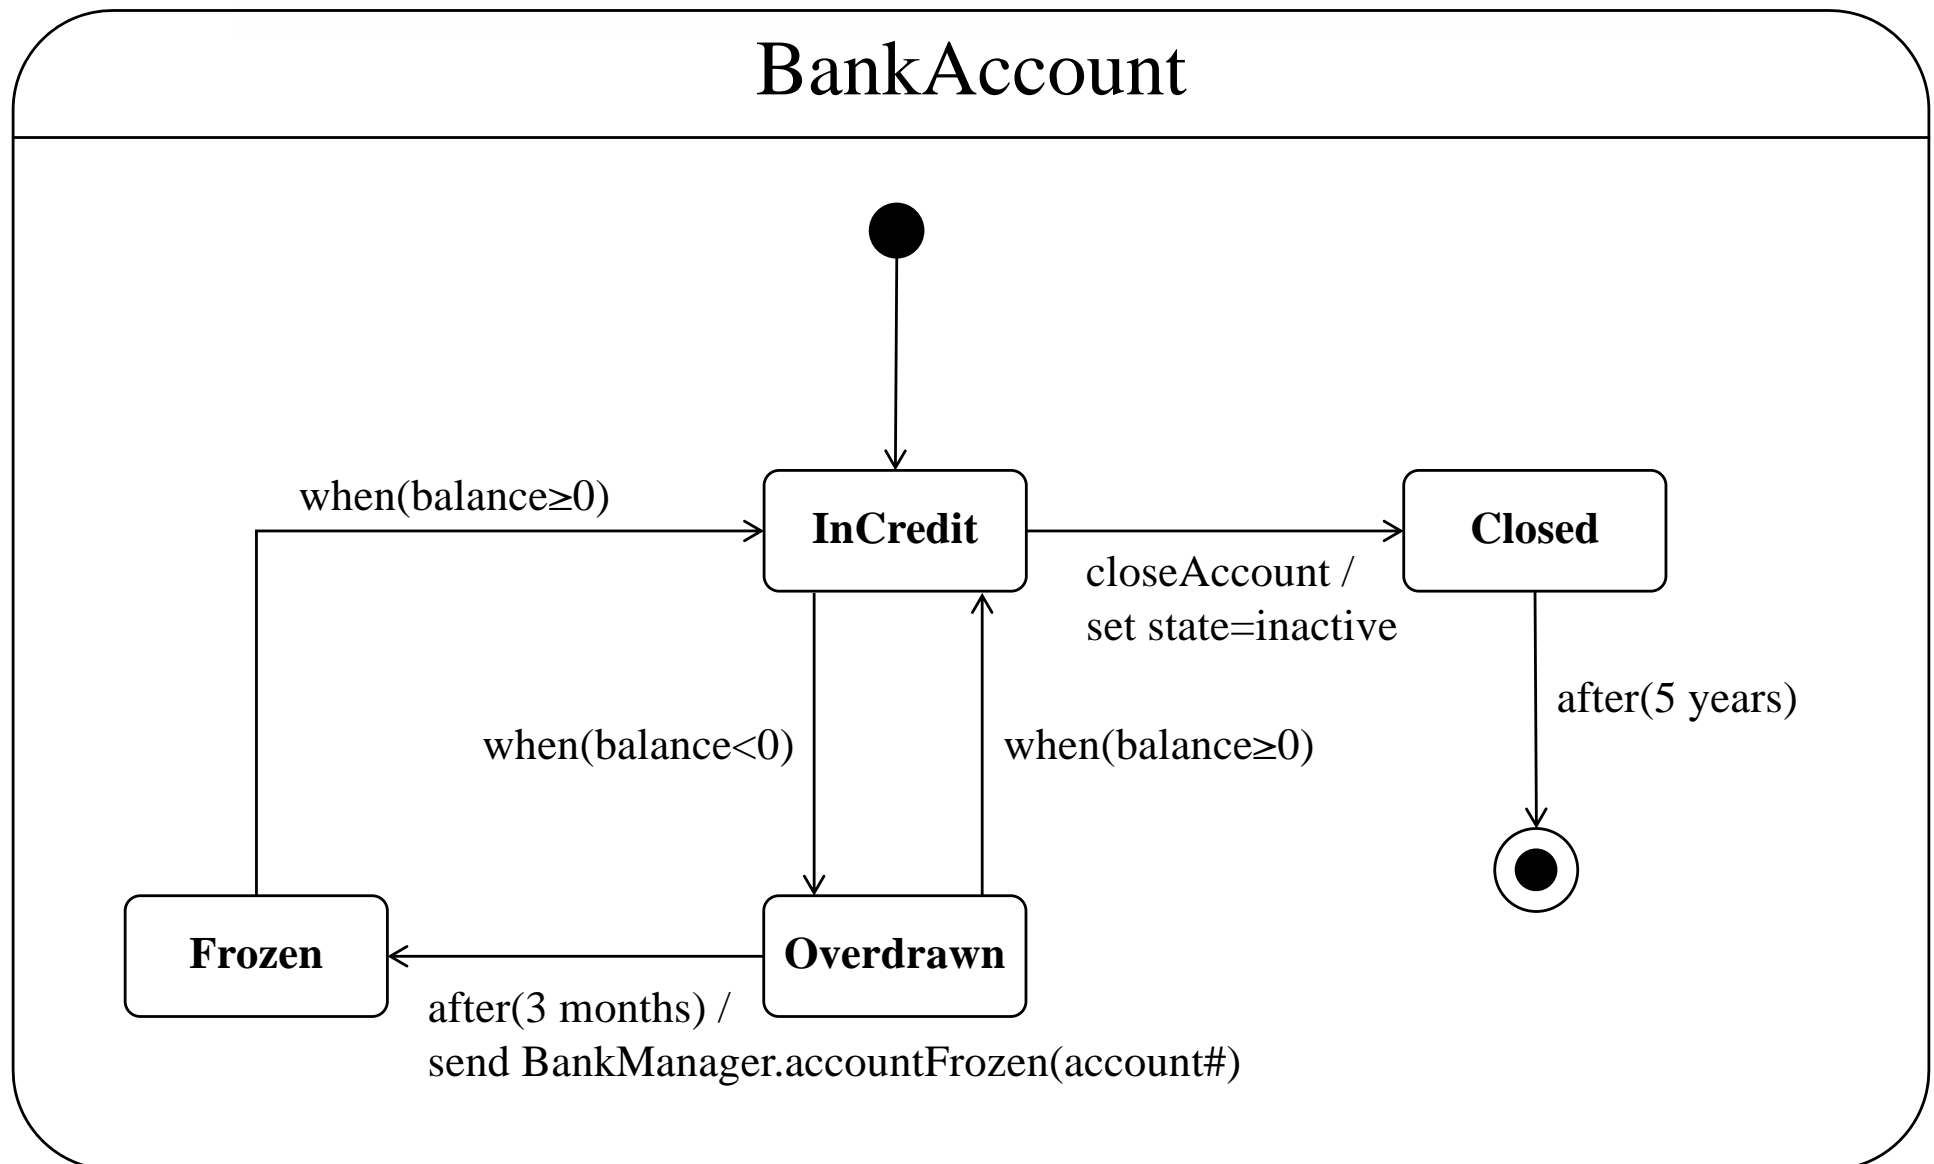 BankAccount
when(balance≥0)
InCredit
Closed
closeAccount /
set state=inactive
after(5 years)
when(balance<0)
when(balance≥0)
Frozen
Overdrawn
after(3 months) /
send BankManager.accountFrozen(account#)